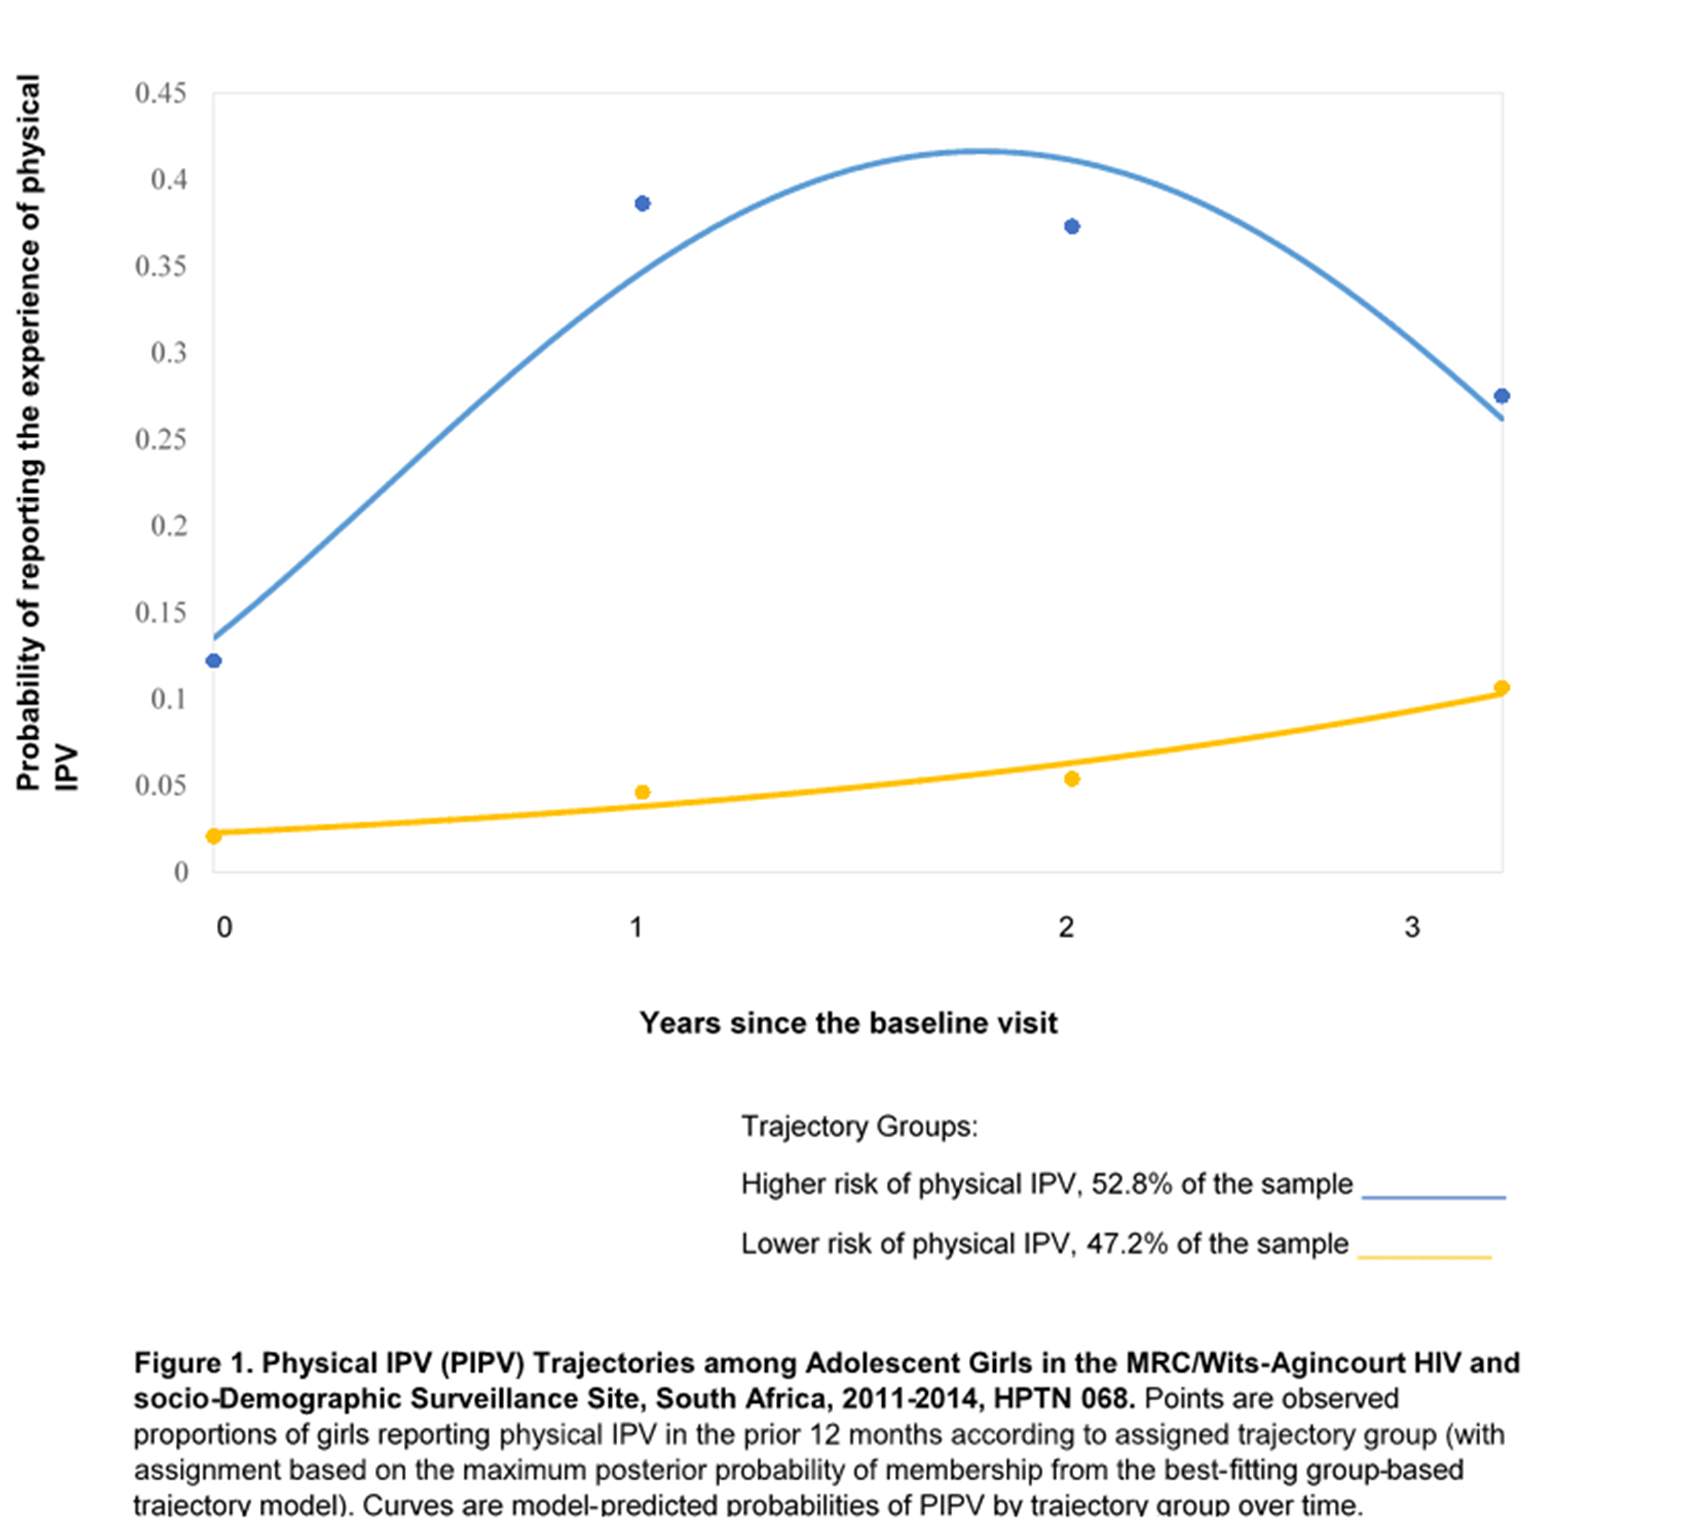 Probability of reporting the experience of physical
IPV
0.45
0.4
0.35
0.3
0.25
0.2
0.15
0.1
0.05
0
0 1 2 3
Years since the baseline visit
Trajectory Groups:
Higher risk of physical IPV, 52.8% of the sample
Lower risk of physical IPV, 47.2% of the sample
Figure 1. Physical IPV (PIPV) Trajectories among Adolescent Girls in the MRC/Wits-Agincourt HIV and
socio-Demographic Surveillance Site, South Africa, 2011-2014, HPTN 068. Points are observed
proportions of girls reporting physical IPV in the prior 12 months according to assigned trajectory group (with
assignment based on the maximum posterior probability of membership from the best-fitting group-based
trajectory model). Curves are model-predicted probabilities of PIPV by trajectory group over time.